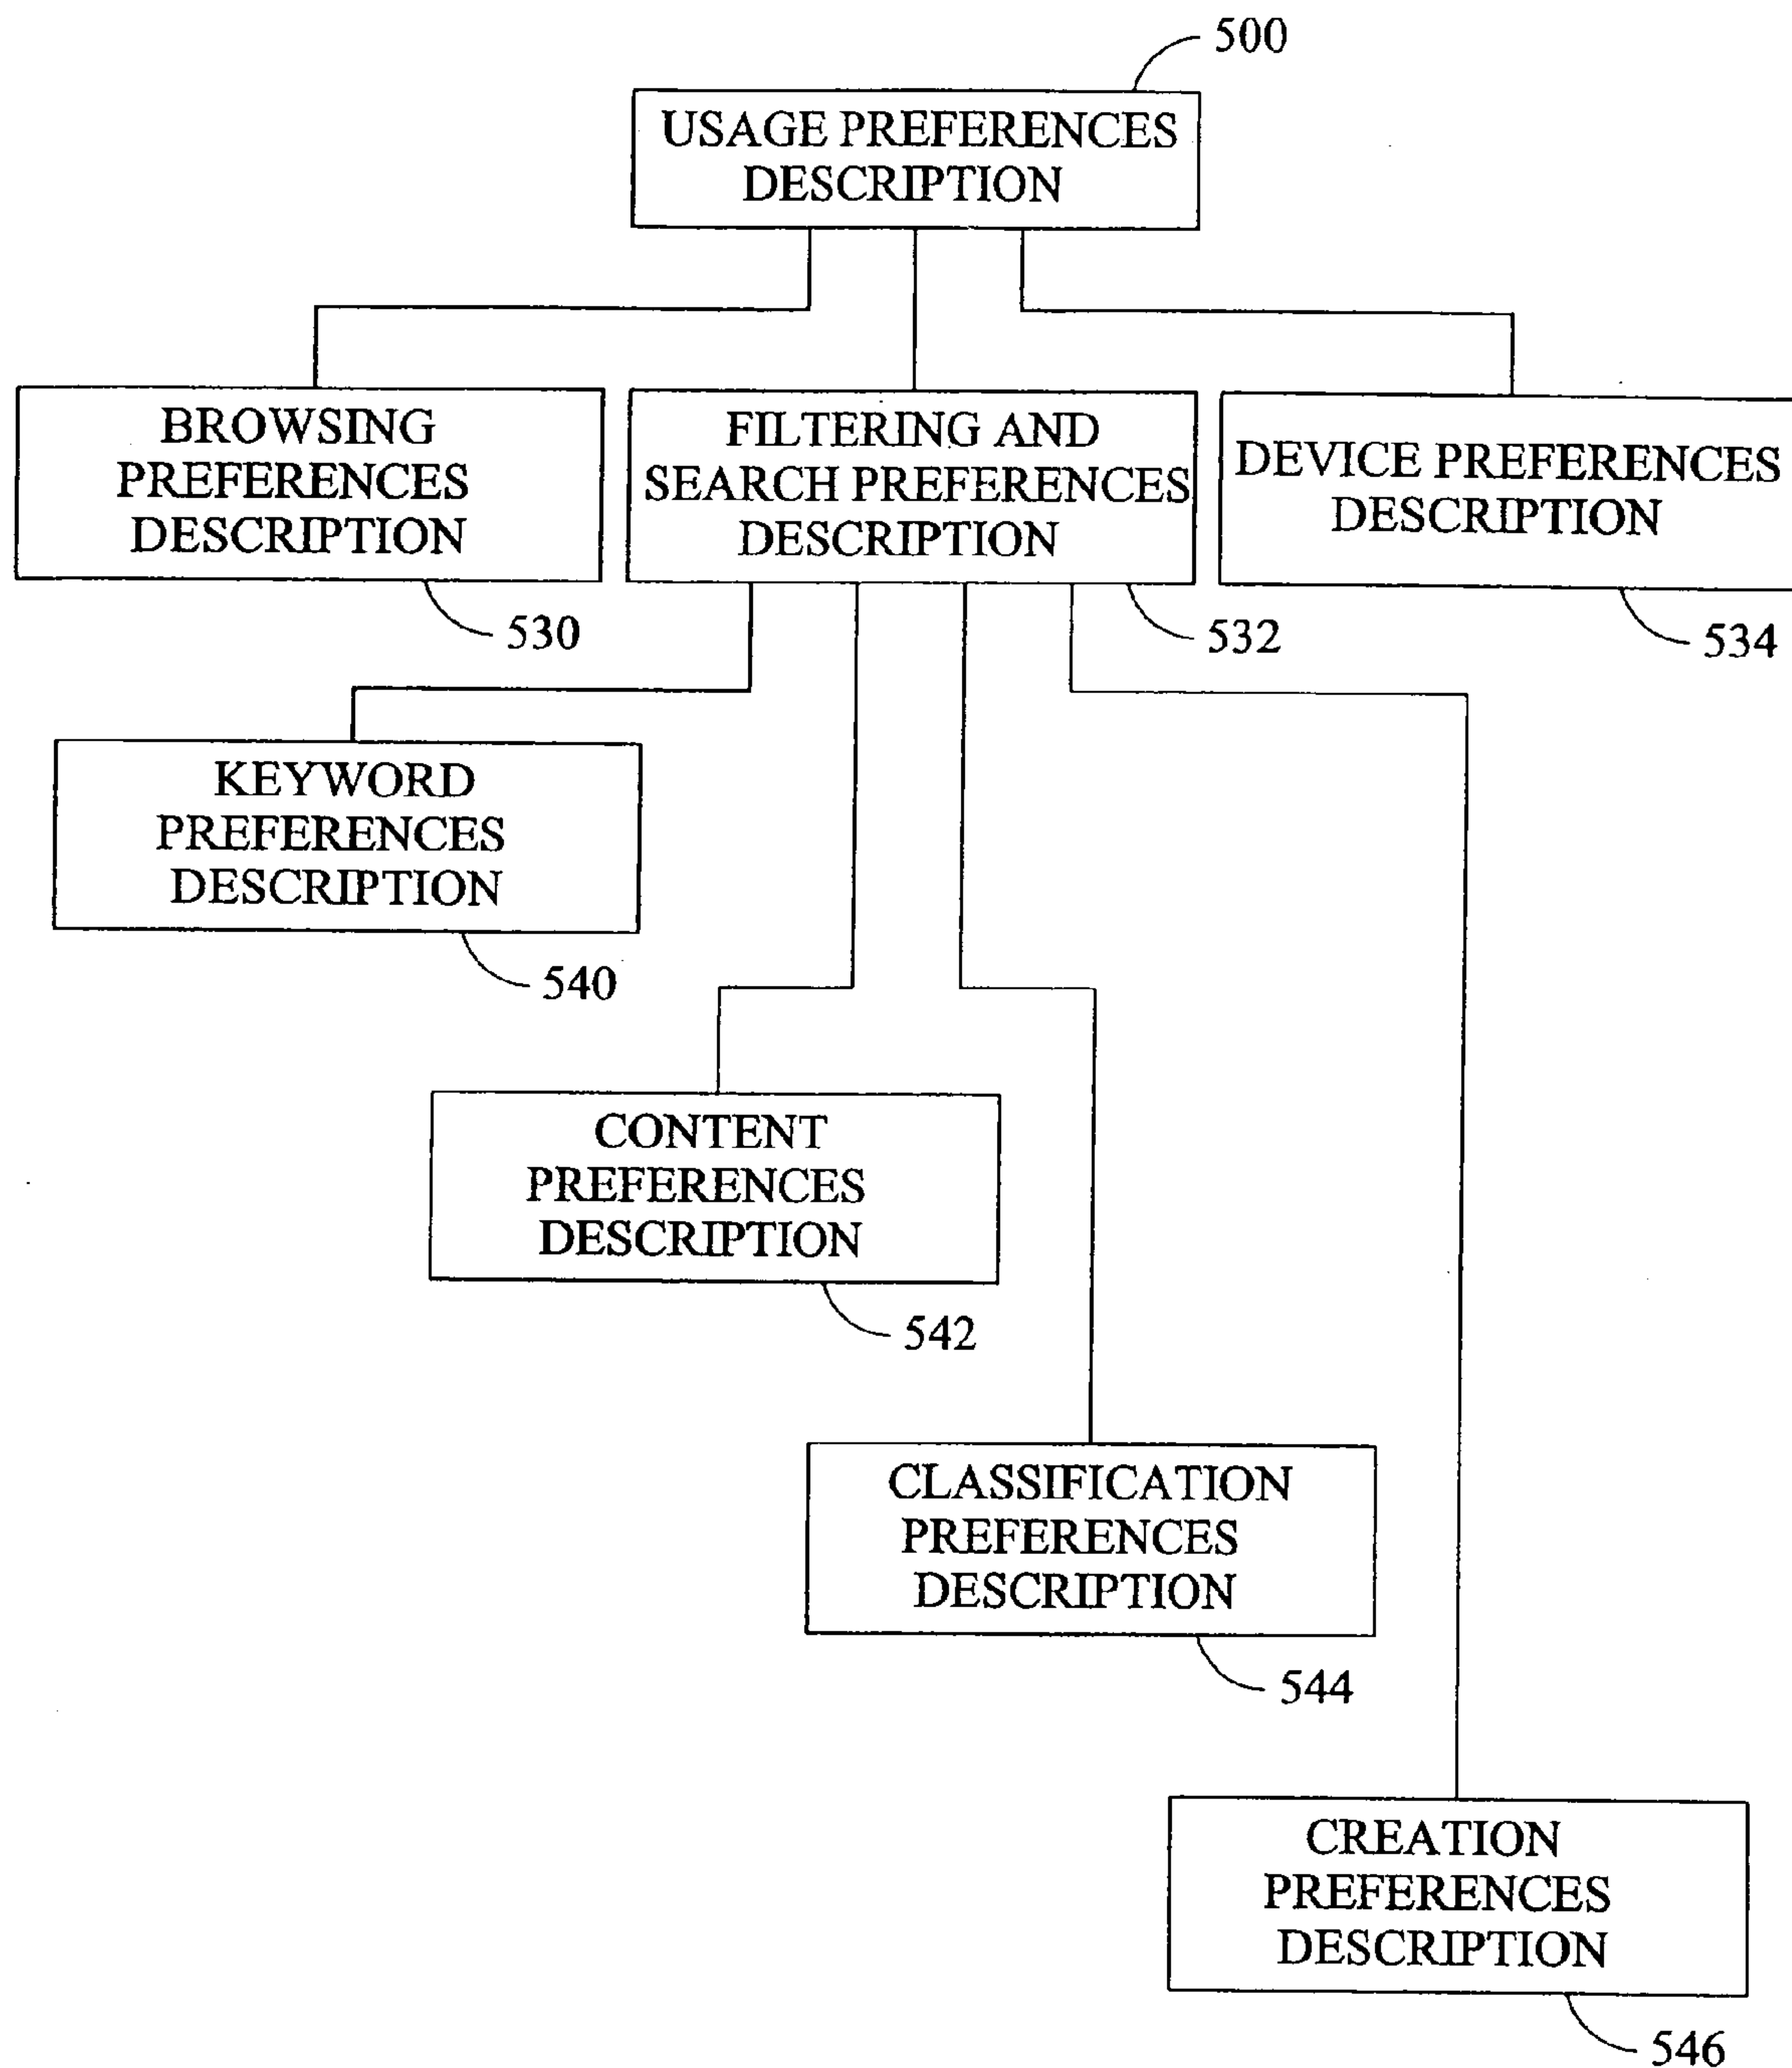 500
USAGE PREFERENCES
DESCRIPTION
BROWSING
PREFERENCES
DESCRIPTION
530
FILTERING AND
SEARCH PREFERENCES
DESCRIPTION
532
DEVICE PREFERENCES
DESCRIPTION
534
KEYWORD
PREFERENCES
DESCRIPTION
540
CONTENT
PREFERENCES
DESCRIPTION
542
CLASSIFICATION
PREFERENCES
DESCRIPTION
544
CREATION
PREFERENCES
DESCRIPTION
546